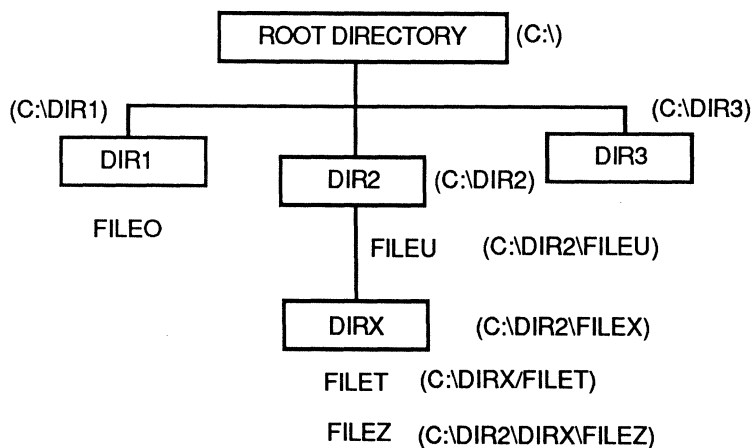 ROOT DIRECTORY (C:\)
(C:\DIR1) (C:\DIR3)
DIR1 DIR2 (C:\DIR2) DIR3
FILEO
FILEU (C:\DIR2\FILEU)
DIRX (C:\DIR2\FILEX)
FILET (C:\DIRX/FILET)
FILEZ (C:\DIR2\DIRX\FILEZ)